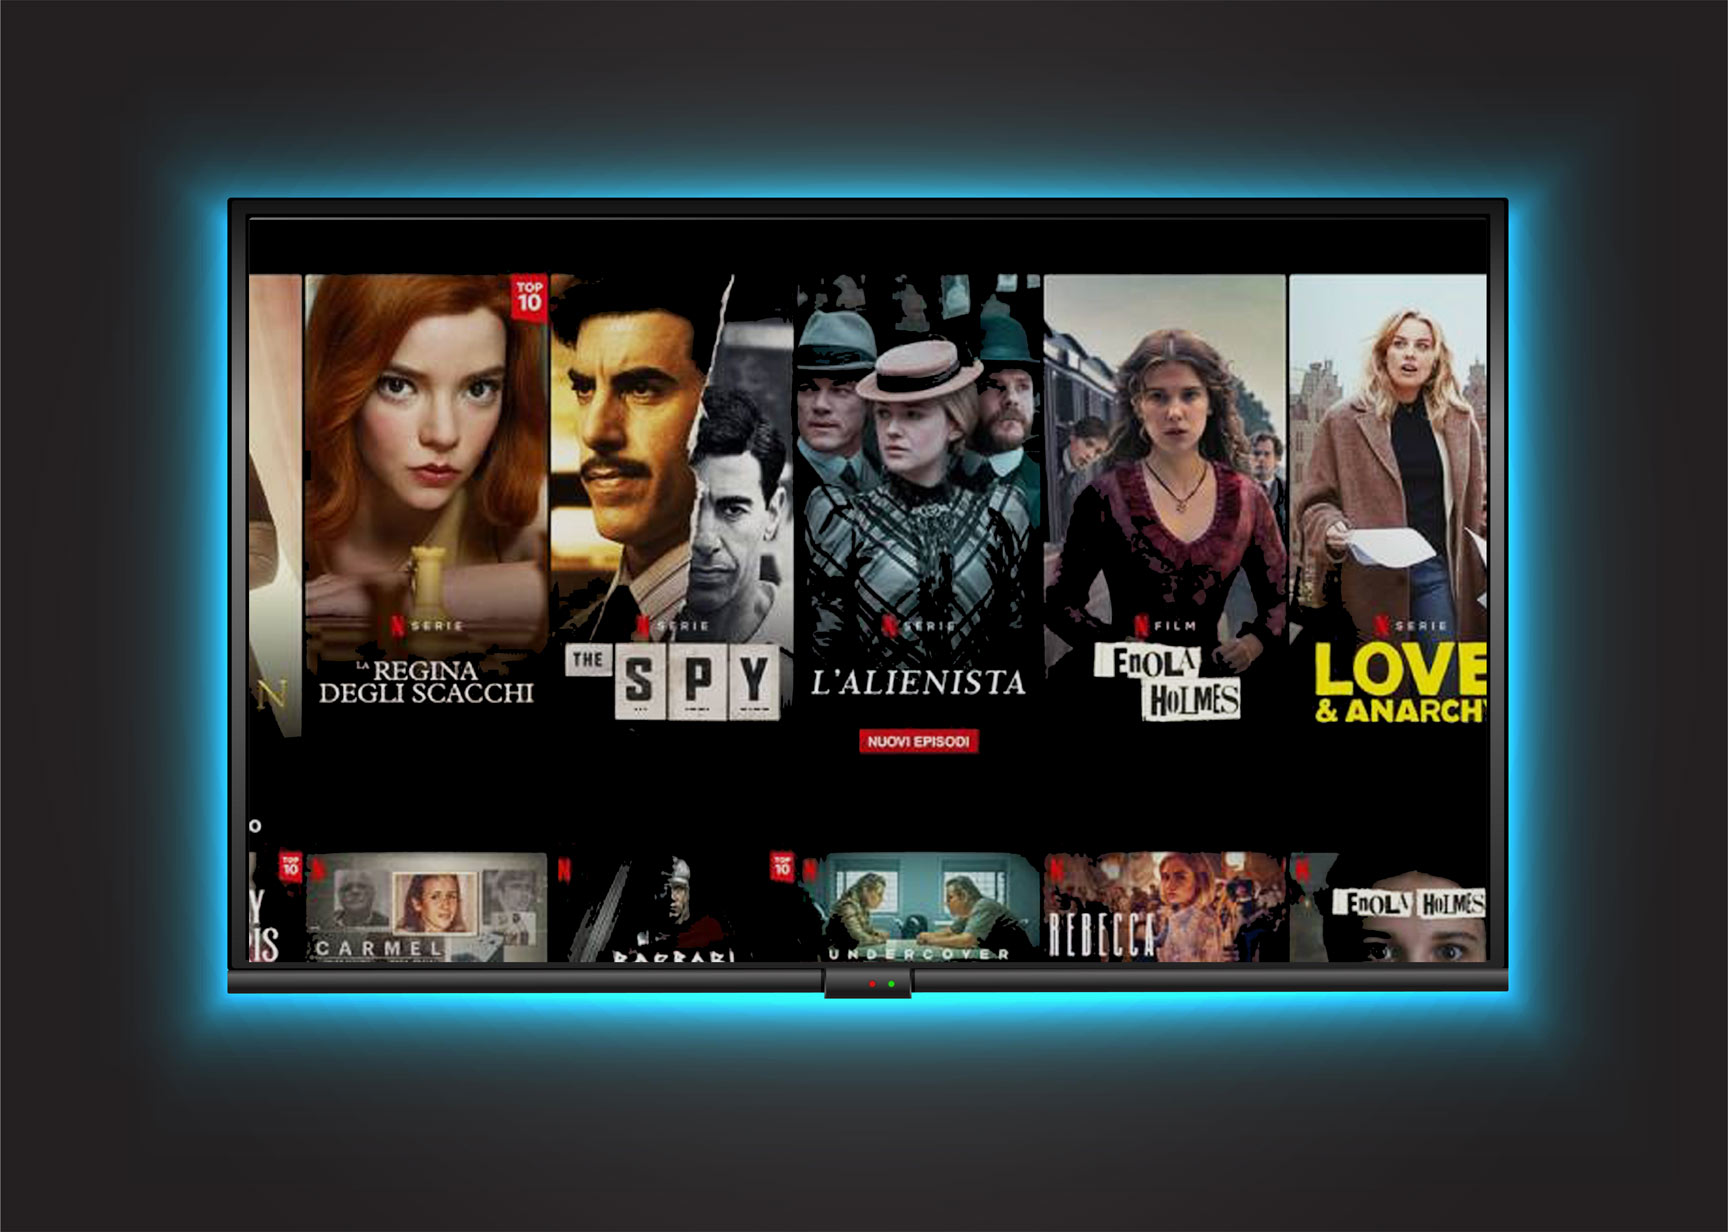 TOP
10
N SERIE
LA REGINA
DEGLI SCACCHI
N SERIE
THE SPY
N SERIE
L'ALIENISTA
NUOVI EPISODI
N FILM
ENOLA
HOLMES
N SERIE
LOVE
& ANARCHY
N
O
TOP
10
Y
IS
N
CARMEL
N
TOP
10
N
UNDERCOVER
N
REBECCA
N
ENOLA HOLMES